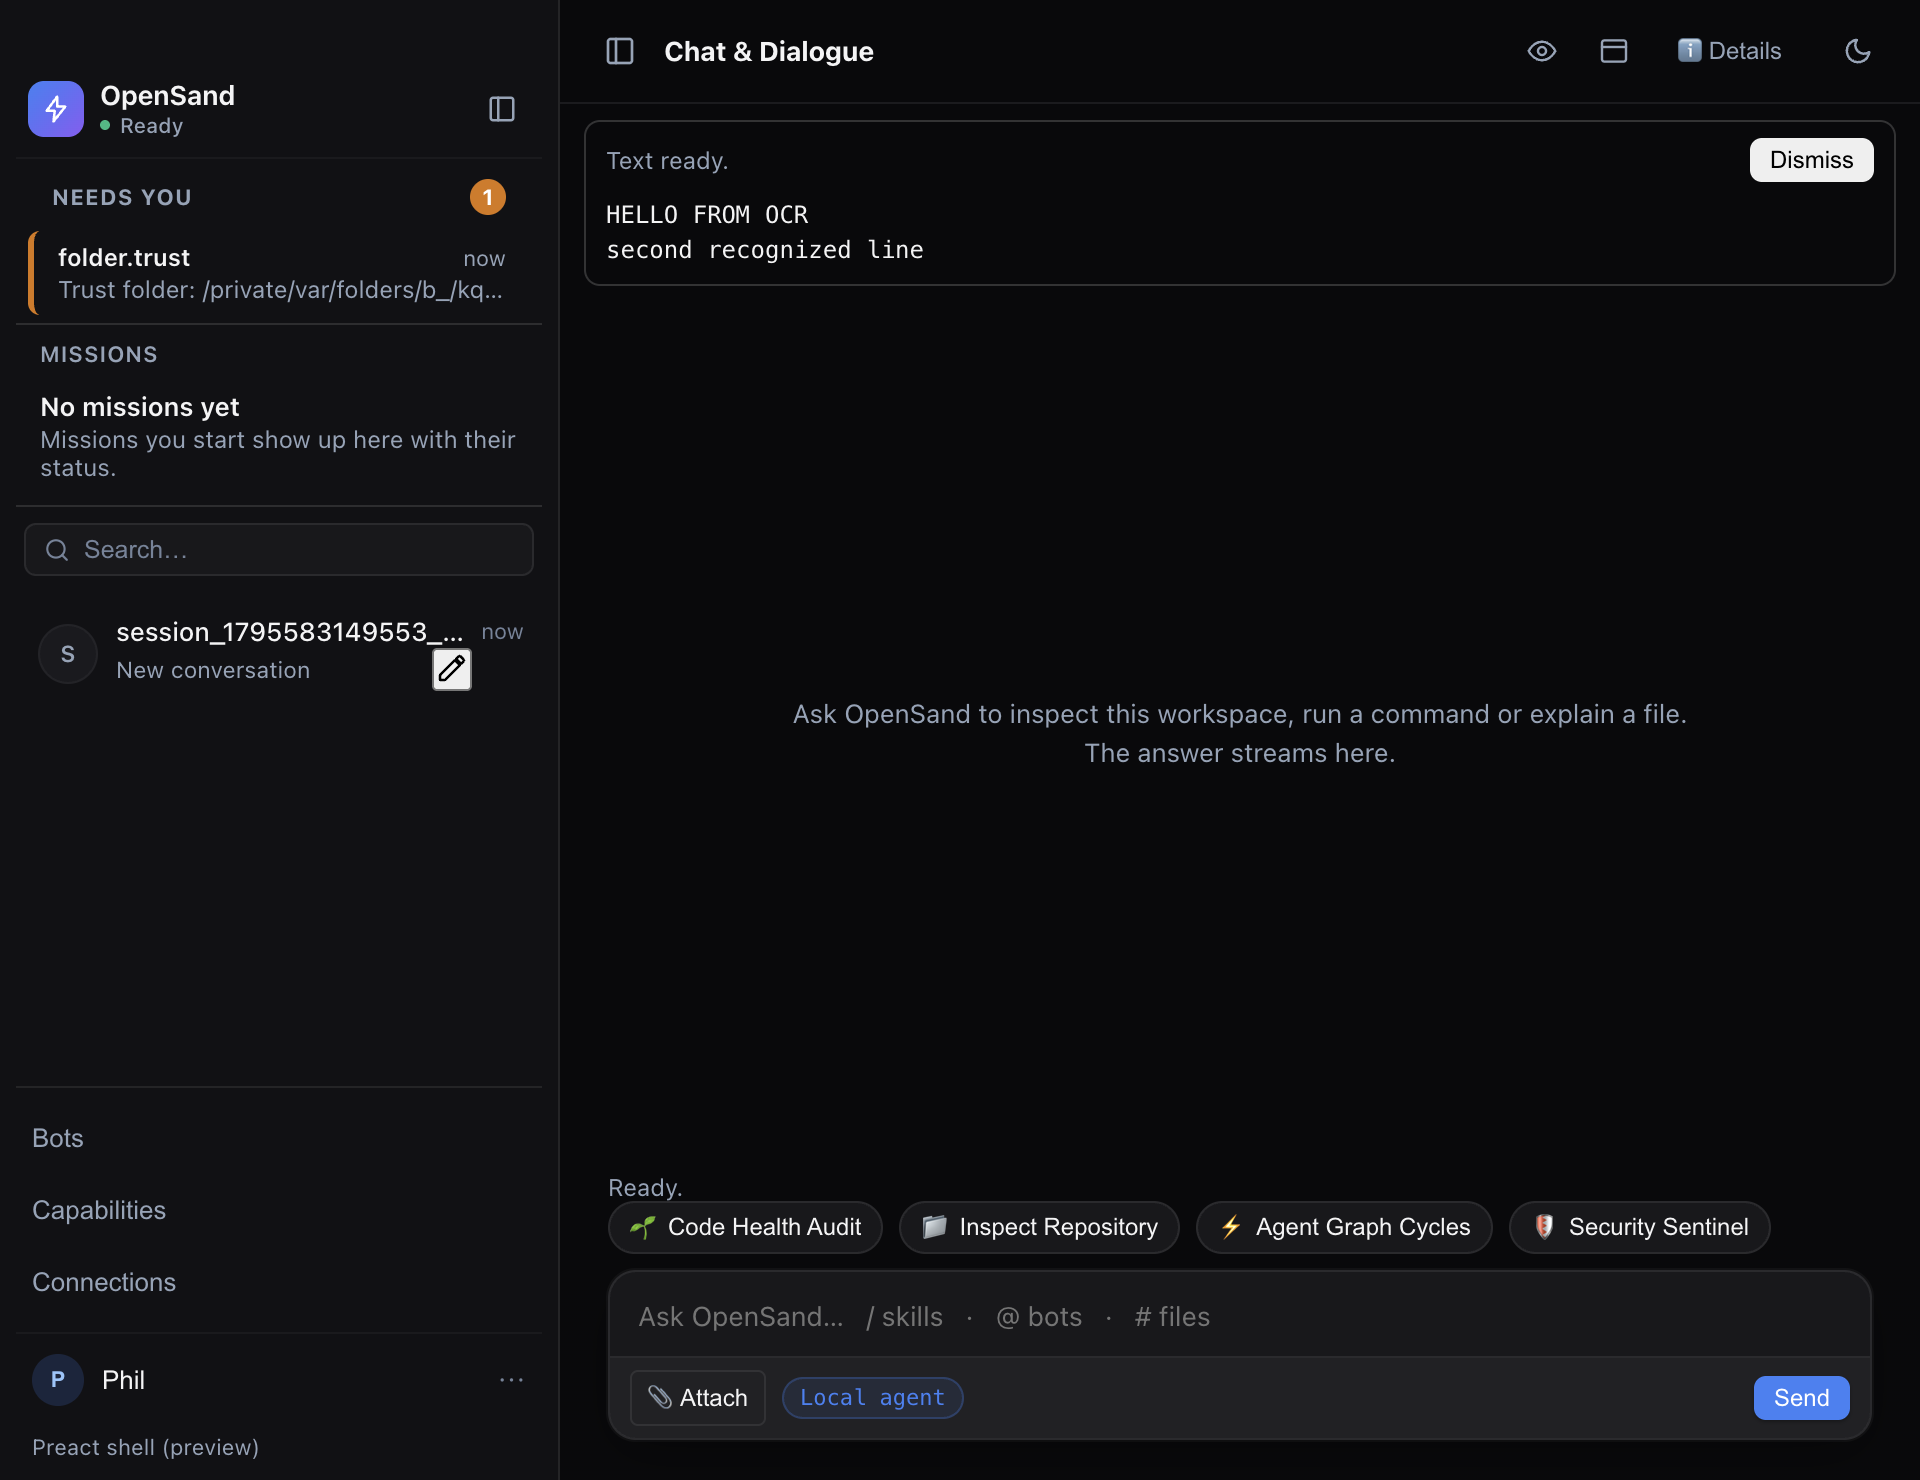 OpenSand
Ready
NEEDS YOU
1
folder.trust
now
Trust folder: /private/var/folders/b_/kq...
MISSIONS
No missions yet
Missions you start show up here with their
status.
Search...
S
session_1795583149553_...
now
New conversation
Bots
Capabilities
Connections
P
Phil
...
Preact shell (preview)
Chat & Dialogue
Details
Text ready.
Dismiss
HELLO FROM OCR
second recognized line
Ask OpenSand to inspect this workspace, run a command or explain a file.
The answer streams here.
Ready.
Code Health Audit
Inspect Repository
Agent Graph Cycles
Security Sentinel
Ask OpenSand... / skills · @ bots · # files
Attach
Local agent
Send